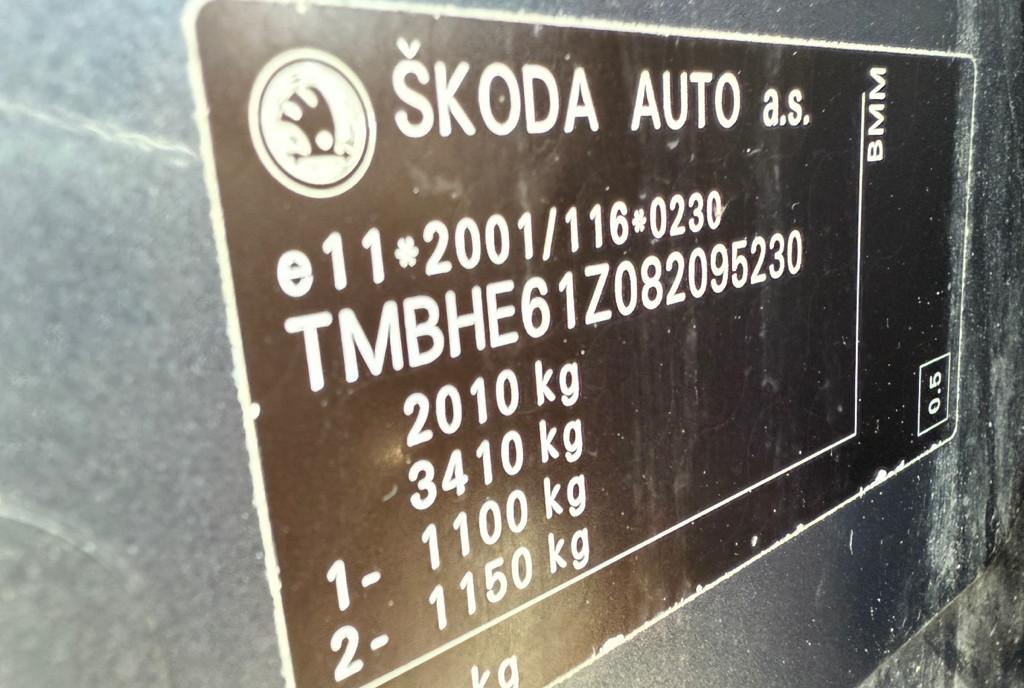 ŠKODA AUTO a.s.
BMM
e11*2001/116*0230
TMBHE61Z082095230
2010 kg
3410 kg
1- 1100 kg
2- 1150 kg
kg
0.5